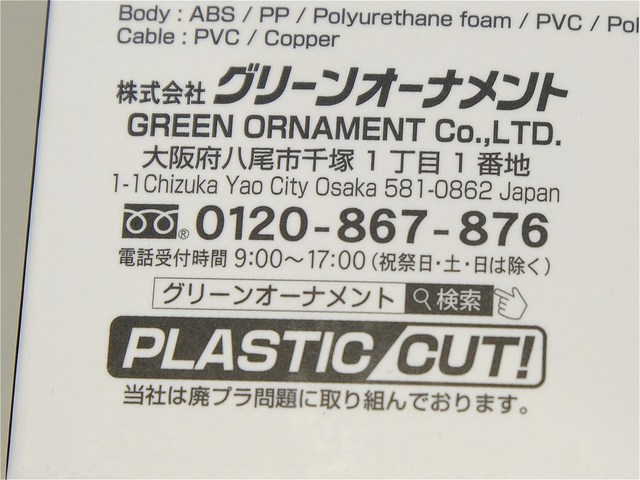 Body : ABS / PP / Polyurethane foam / PVC /
Cable : PVC / Copper
株式会社 グリーンオーナメント
GREEN ORNAMENT Co.,LTD.
大阪府八尾市千塚1丁目1番地
1-1Chizuka Yao City Osaka 581-0862 Japan
® 0120-867-876
電話受付時間 9:00〜17:00(祝祭日・土・日は除く)
グリーンオーナメント 検索
PLASTIC/CUT!
当社は廃プラ問題に取り組んでおります。